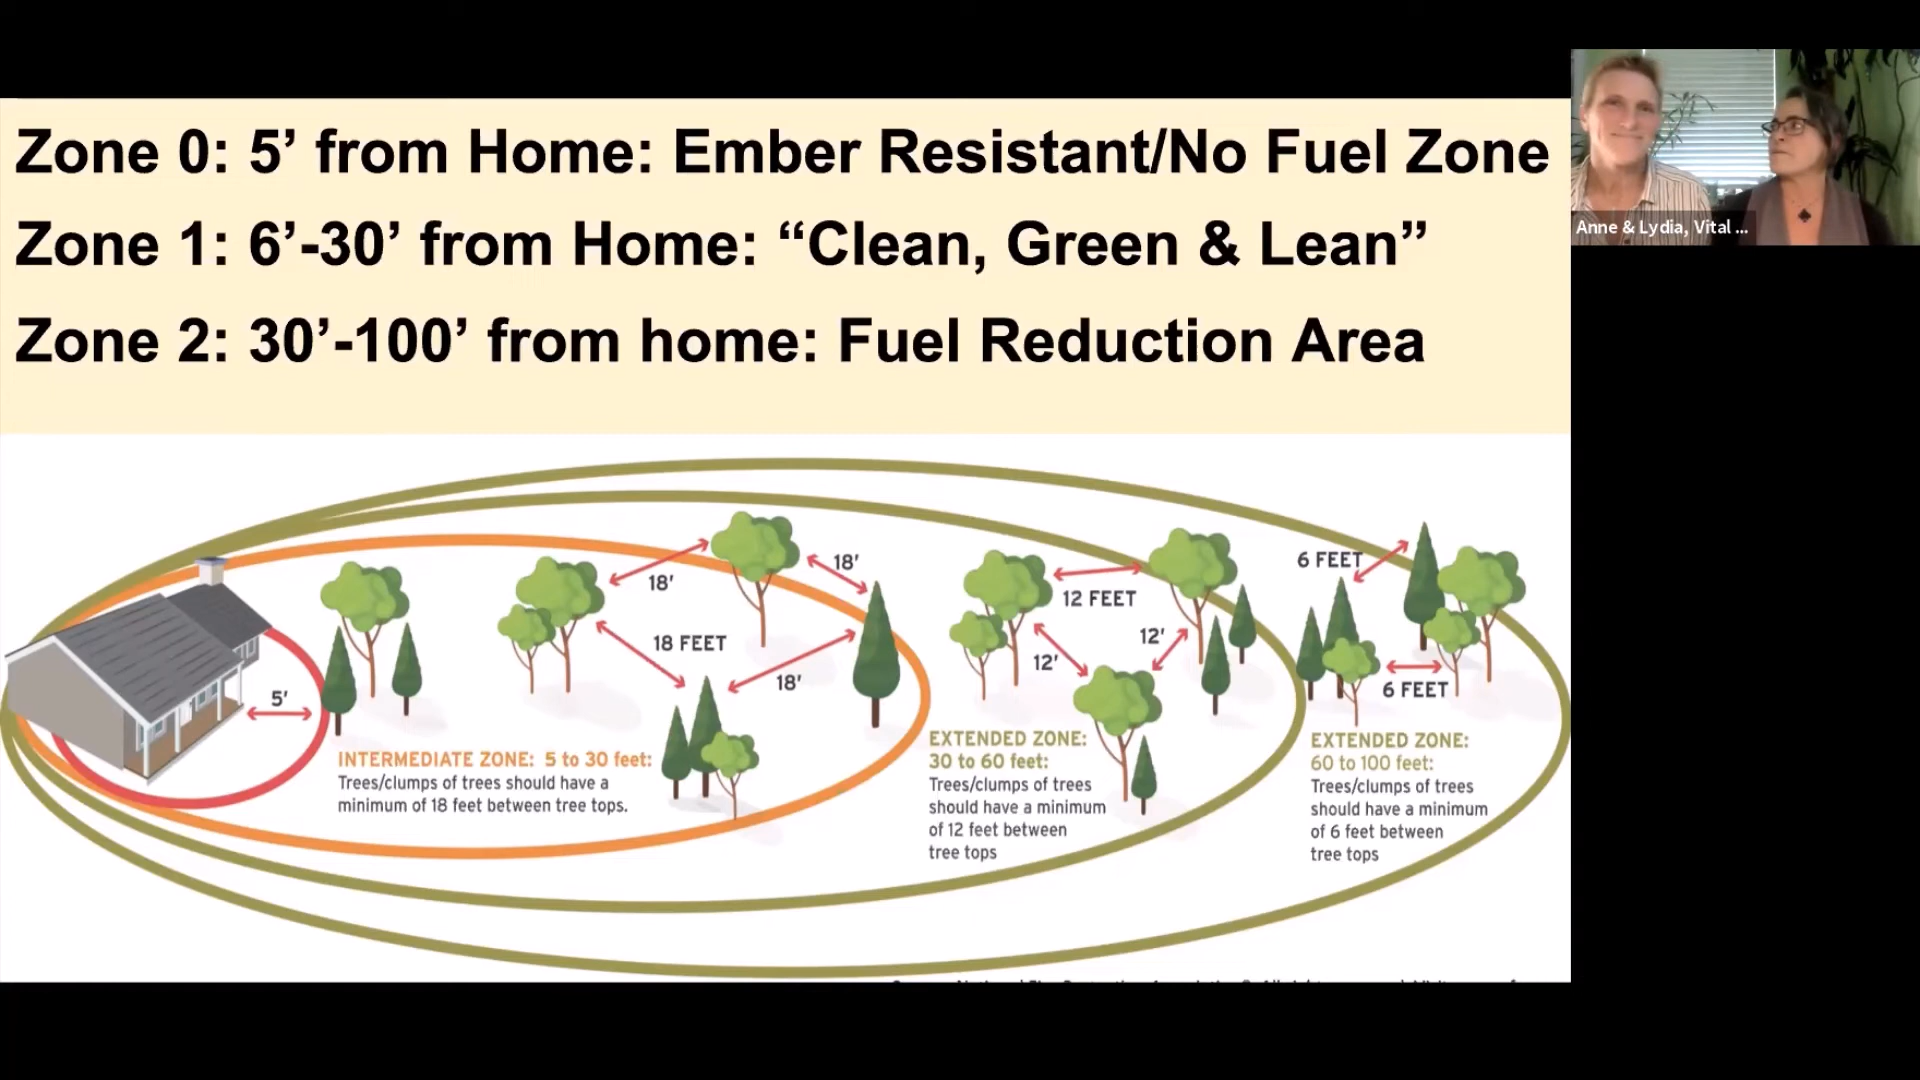 Zone 0: 5’ from Home: Ember Resistant/No Fuel Zone
Zone 1: 6’-30’ from Home: “Clean, Green & Lean”
Zone 2: 30’-100’ from home: Fuel Reduction Area
Anne & Lydia, Vital ...
5'
18'
18'
18 FEET
18'
12 FEET
12'
12'
6 FEET
6 FEET
INTERMEDIATE ZONE: 5 to 30 feet:
Trees/clumps of trees should have a
minimum of 18 feet between tree tops.
EXTENDED ZONE:
30 to 60 feet:
Trees/clumps of trees
should have a minimum
of 12 feet between
tree tops
EXTENDED ZONE:
60 to 100 feet:
Trees/clumps of trees
should have a minimum
of 6 feet between
tree tops